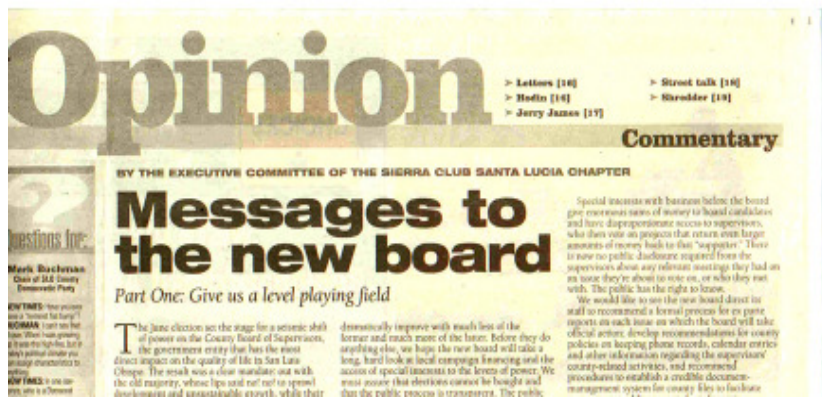 Opinion
➢ Letters [16]
➢ Hodin [16]
➢ Jerry James [17]
➢ Street talk [16]
➢ Shredder [18]
Commentary
BY THE EXECUTIVE COMMITTEE OF THE SIERRA CLUB SANTA LUCIA CHAPTER
Messages to
the new board
Part One: Give us a level playing field
?
uestions for:
Mark Buchman
Chair of SLO County
Democratic Party
The June election set the stage for a seismic shift
of power on the County Board of Supervisors,
the government entity that has the most
direct impact on the quality of life in San Luis
Obispo. The result was a clear mandate: out with
the old majority, whose lips said no! no! to sprawl
development and unsustainable growth, while their
dramatically improve with much less of the
former and much more of the latter. Before they do
anything else, we hope the new board will take a
long, hard look at local campaign financing and the
access of special interests to the levers of power. We
must assure that elections cannot be bought and
that the public process is transparent. The public
Special interests with business before the board
give enormous sums of money to board candidates
and have disproportionate access to supervisors,
who then vote on projects that return even larger
amounts of money back to that "supporter." There
is now no public disclosure required from the
supervisors about any relevant meetings they had on
an issue they're about to vote on, or who they met
with. The public has the right to know.
We would like to see the new board direct its
staff to recommend a formal process for ex parte
reports on each issue on which the board will take
official action, develop recommendations for county
policies on keeping phone records, calendar entries
and other information regarding the supervisors'
county-related activities, and recommend
procedures to establish a credible document-
management system for county files to facilitate